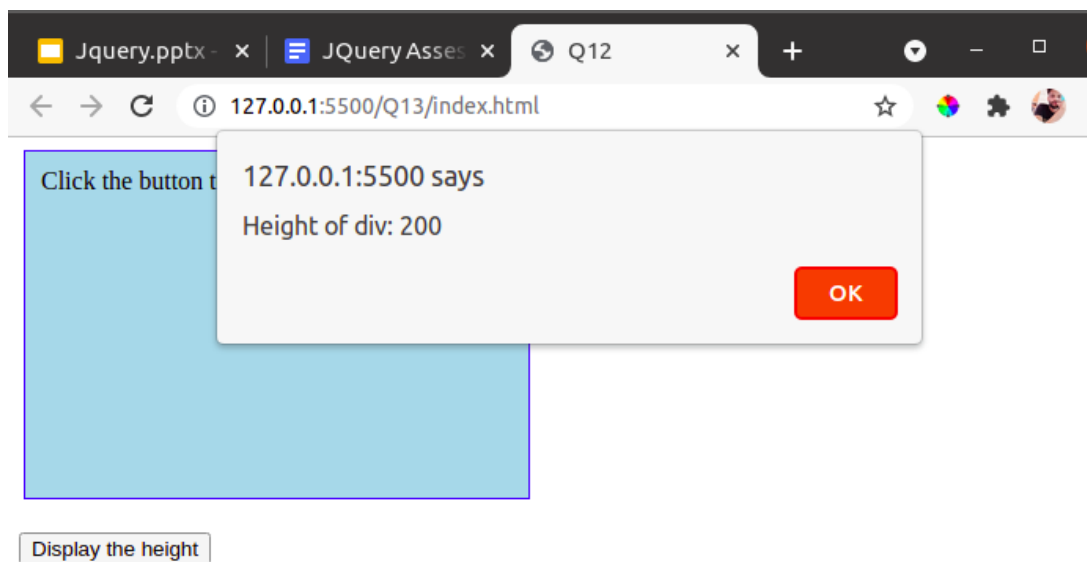 Jquery.pptx - JQuery Asses Q12
127.0.0.1:5500/Q13/index.html
Click the button t
127.0.0.1:5500 says
Height of div: 200
OK
Display the height